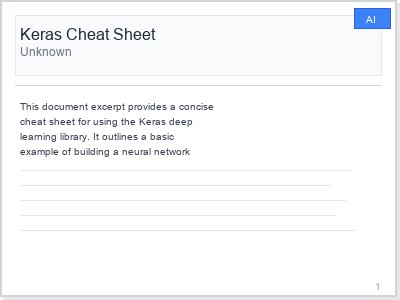 AI
Keras Cheat Sheet
Unknown
This document excerpt provides a concise
cheat sheet for using the Keras deep
learning library. It outlines a basic
example of building a neural network
1